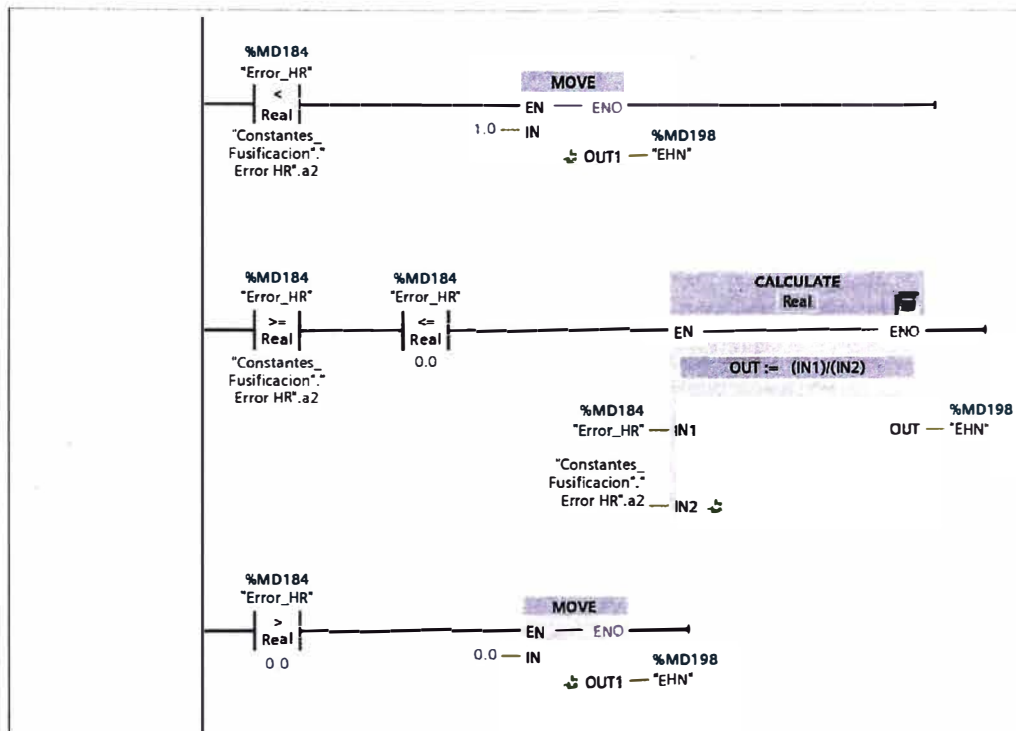 %MD184
"Error_HR"
<
Real
"Constantes_
Fusificacion"."
Error HR".a2
MOVE
EN ENO
1.0 IN
%MD198
OUT1 "EHN"
%MD184
"Error_HR"
>=
Real
"Constantes_
Fusificacion"."
Error HR".a2
%MD184
"Error_HR"
<=
Real
0.0
CALCULATE
Real
EN ENO
OUT := (IN1)/(IN2)
%MD184
"Error_HR" IN1
%MD198
OUT "EHN"
"Constantes_
Fusificacion"."
Error HR".a2 IN2
%MD184
"Error_HR"
>
Real
0 0
MOVE
EN ENO
0.0 IN
%MD198
OUT1 "EHN"